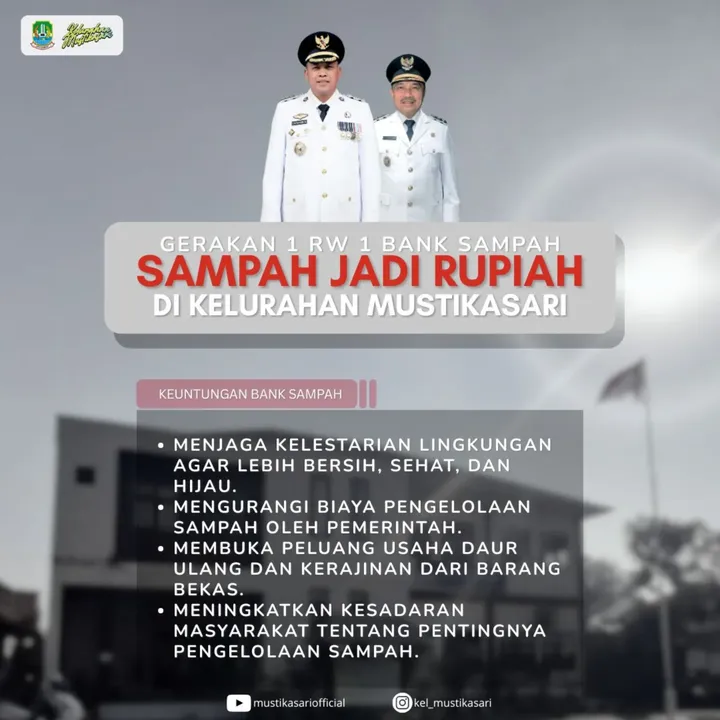 Kelurahan
Mustikasari
GERAKAN 1 RW 1 BANK SAMPAH
SAMPAH JADI RUPIAH
DI KELURAHAN MUSTIKASARI
KEUNTUNGAN BANK SAMPAH
• MENJAGA KELESTARIAN LINGKUNGAN
AGAR LEBIH BERSIH, SEHAT, DAN
HIJAU.
• MENGURANGI BIAYA PENGELOLAAN
SAMPAH OLEH PEMERINTAH.
• MEMBUKA PELUANG USAHA DAUR
ULANG DAN KERAJINAN DARI BARANG
BEKAS.
• MENINGKATKAN KESADARAN
MASYARAKAT TENTANG PENTINGNYA
PENGELOLAAN SAMPAH.
mustikasariofficial
kel_mustikasari